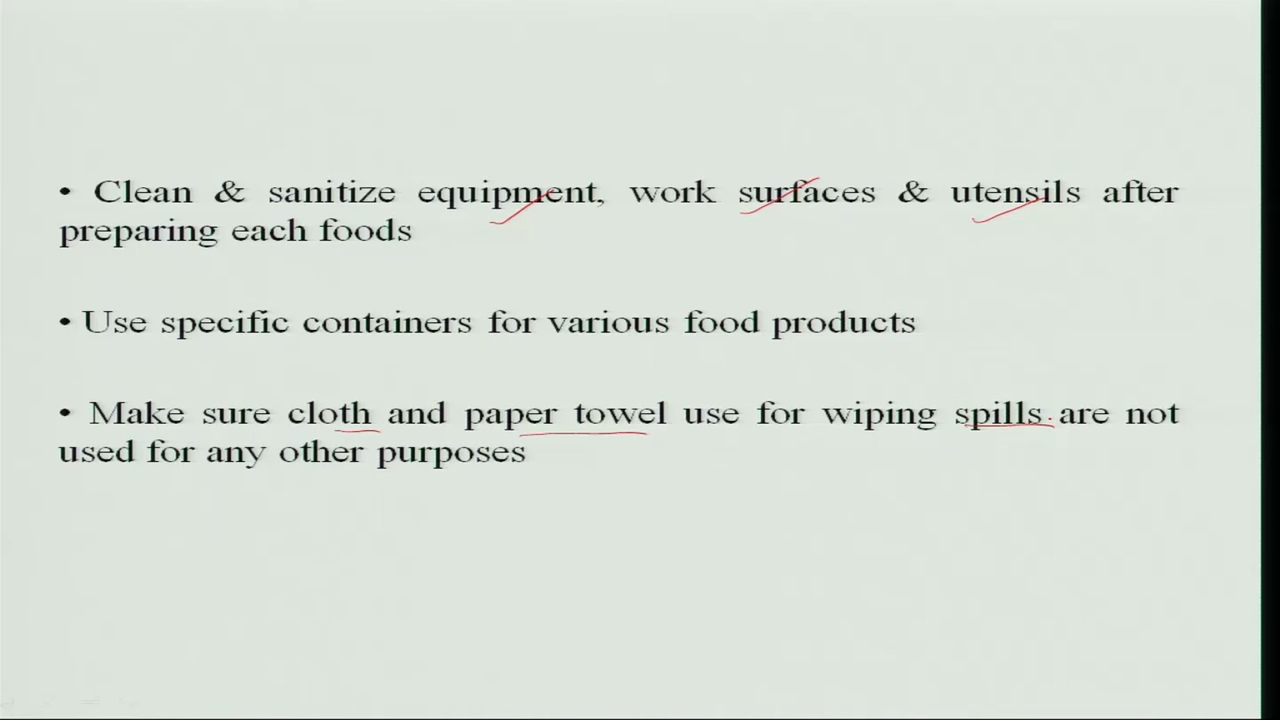 • Clean & sanitize equipment, work surfaces & utensils after
preparing each foods
• Use specific containers for various food products
• Make sure cloth and paper towel use for wiping spills are not
used for any other purposes